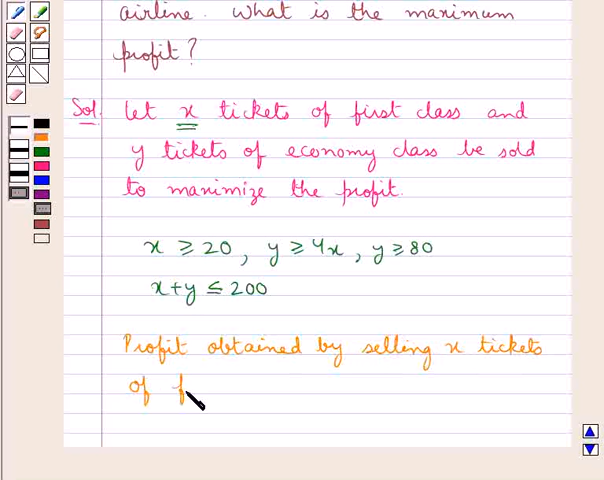 airline. What is the maximum
profit?
Sol. Let x tickets of first class and
y tickets of economy class be sold
to maximize the profit.
x ≥ 20, y ≥ 4x, y ≥ 80
x+y ≤ 200
Profit obtained by selling x tickets
of f